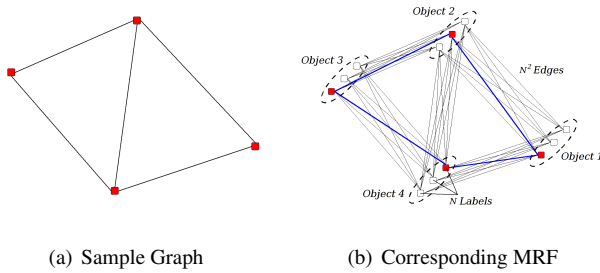 Object 2
Object 3
N² Edges
Object 1
Object 4
N Labels
(a) Sample Graph
(b) Corresponding MRF